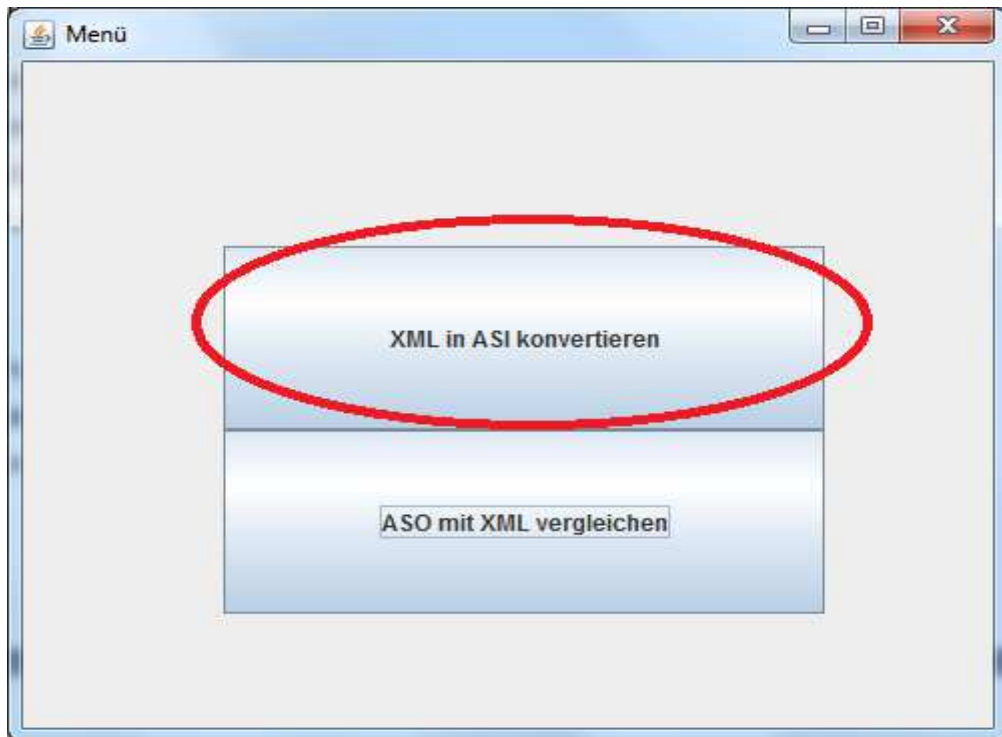 Menü
XML in ASI konvertieren
ASO mit XML vergleichen